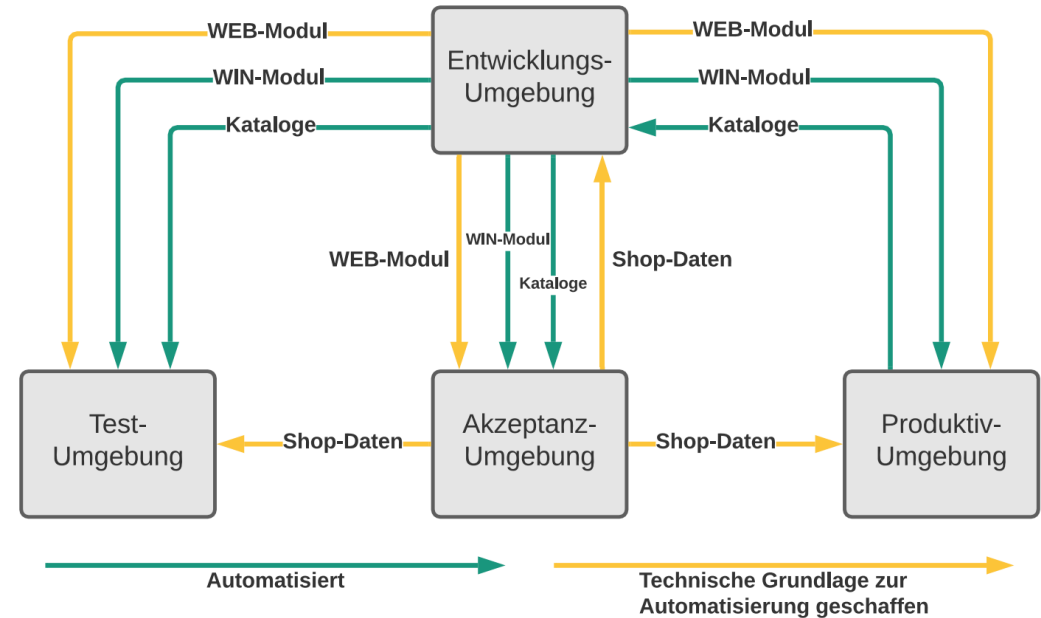 WEB-Modul
Entwicklungs-
Umgebung
WEB-Modul
WIN-Modul
WIN-Modul
Kataloge
Kataloge
WIN-Modul
WEB-Modul
Shop-Daten
Kataloge
Test-
Umgebung
Shop-Daten
Akzeptanz-
Umgebung
Shop-Daten
Produktiv-
Umgebung
Automatisiert
Technische Grundlage zur
Automatisierung geschaffen